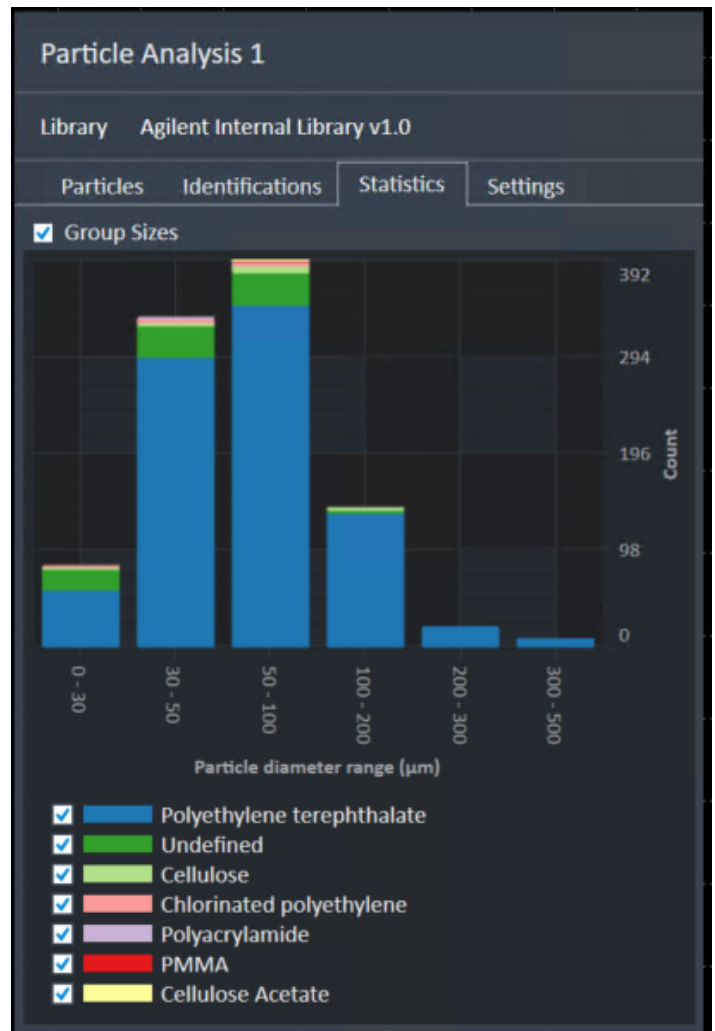 Particle Analysis 1
Library Agilent Internal Library v1.0
Particles Identifications Statistics Settings
Group Sizes
392
294
196
98
0
Count
0 - 30
30 - 50
50 - 100
100 - 200
200 - 300
300 - 500
Particle diameter range (μm)
Polyethylene terephthalate
Undefined
Cellulose
Chlorinated polyethylene
Polyacrylamide
PMMA
Cellulose Acetate